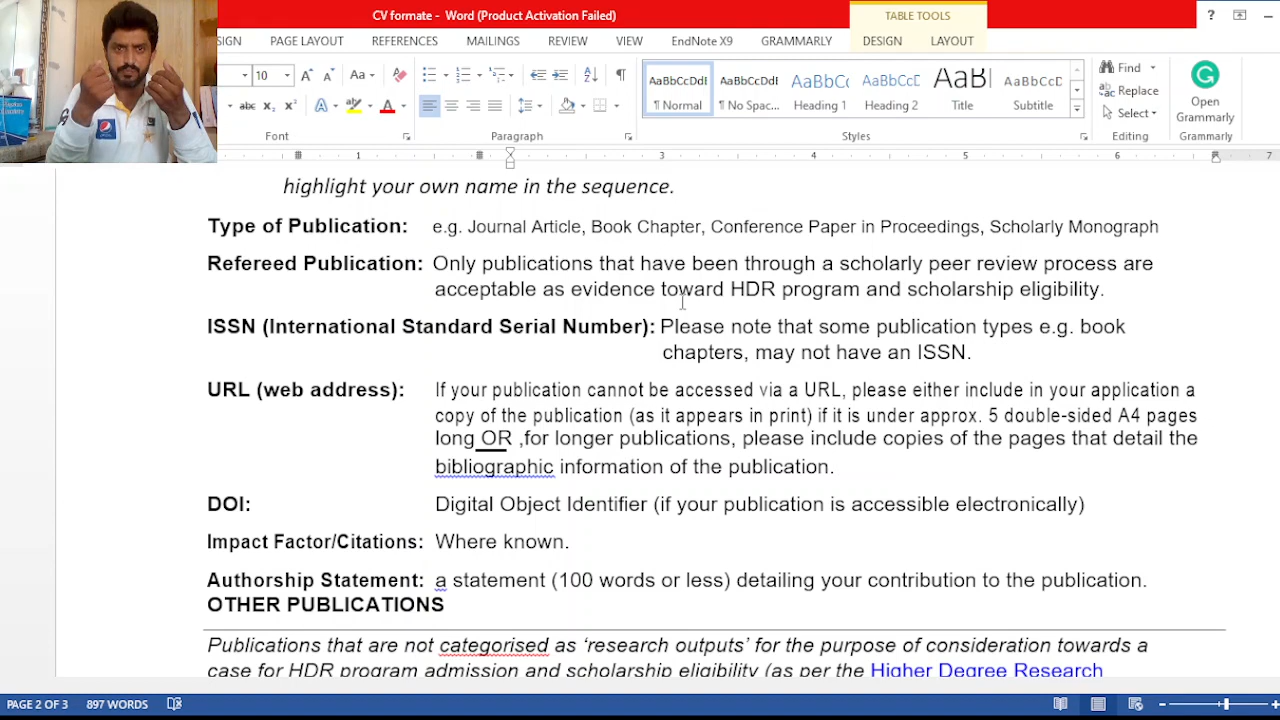 CV formate - Word (Product Activation Failed)
TABLE TOOLS
?
SIGN PAGE LAYOUT REFERENCES MAILINGS REVIEW VIEW EndNote X9 GRAMMARLY DESIGN LAYOUT
10 Aa
AaBbCcDdI AaBbCcDdI AaBbCc AaBbCcC AaB AaBbCcC
¶ Normal ¶ No Spac... Heading 1 Heading 2 Title Subtitle
Find
Replace
Select
Open
Grammarly
Font Paragraph Styles Editing Grammarly
1 3 4 5 6 7
highlight your own name in the sequence.
Type of Publication: e.g. Journal Article, Book Chapter, Conference Paper in Proceedings, Scholarly Monograph
Refereed Publication: Only publications that have been through a scholarly peer review process are
acceptable as evidence toward HDR program and scholarship eligibility.
ISSN (International Standard Serial Number): Please note that some publication types e.g. book
chapters, may not have an ISSN.
URL (web address): If your publication cannot be accessed via a URL, please either include in your application a
copy of the publication (as it appears in print) if it is under approx. 5 double-sided A4 pages
long OR ,for longer publications, please include copies of the pages that detail the
bibliographic information of the publication.
DOI: Digital Object Identifier (if your publication is accessible electronically)
Impact Factor/Citations: Where known.
Authorship Statement: a statement (100 words or less) detailing your contribution to the publication.
OTHER PUBLICATIONS
Publications that are not categorised as ‘research outputs’ for the purpose of consideration towards a
case for HDR program admission and scholarship eligibility (as per the Higher Degree Research
PAGE 2 OF 3 897 WORDS